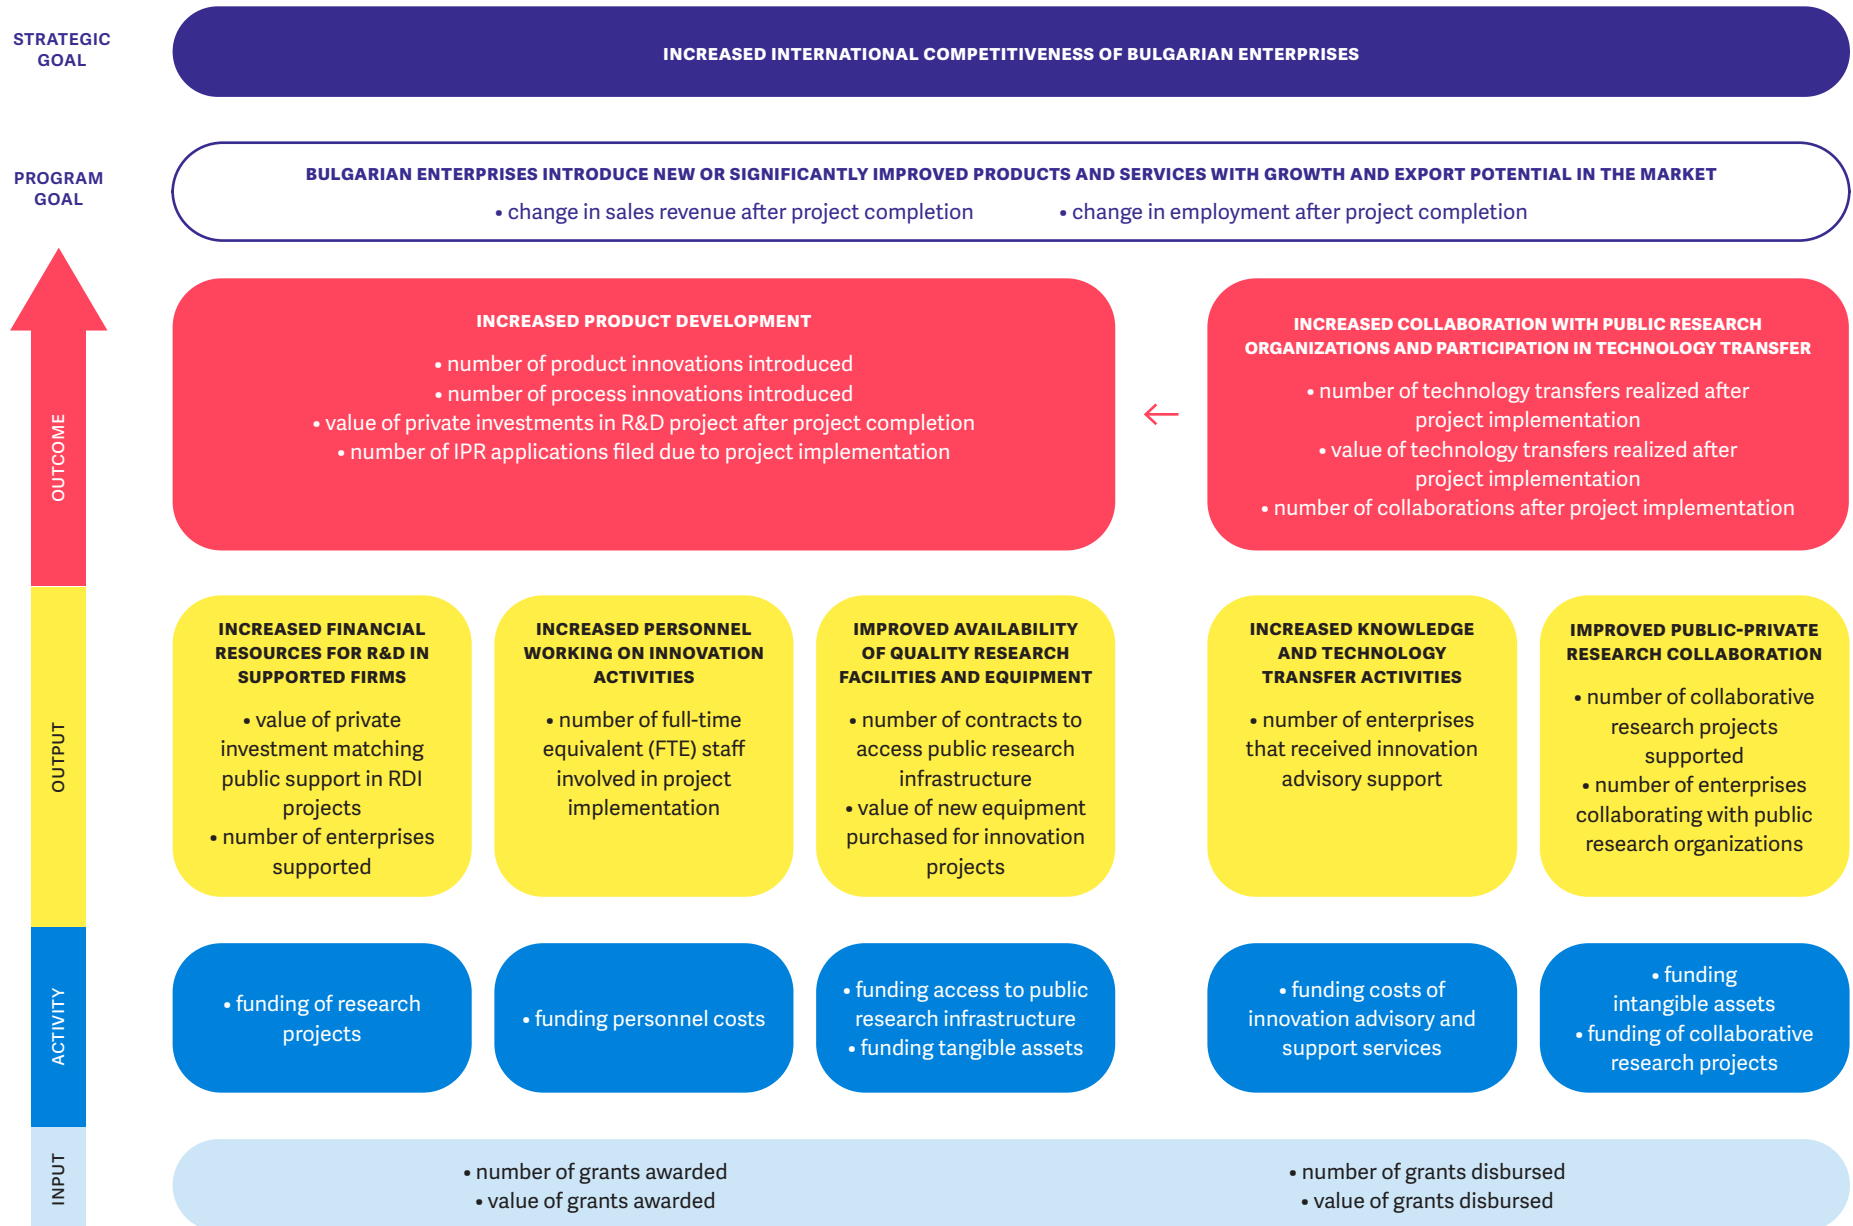 STRATEGIC
GOAL
INCREASED INTERNATIONAL COMPETITIVENESS OF BULGARIAN ENTERPRISES
PROGRAM
GOAL
BULGARIAN ENTERPRISES INTRODUCE NEW OR SIGNIFICANTLY IMPROVED PRODUCTS AND SERVICES WITH GROWTH AND EXPORT POTENTIAL IN THE MARKET
• change in sales revenue after project completion • change in employment after project completion
OUTCOME
INCREASED PRODUCT DEVELOPMENT
• number of product innovations introduced
• number of process innovations introduced
• value of private investments in R&D project after project completion
• number of IPR applications filed due to project implementation
←
INCREASED COLLABORATION WITH PUBLIC RESEARCH
ORGANIZATIONS AND PARTICIPATION IN TECHNOLOGY TRANSFER
• number of technology transfers realized after
project implementation
• value of technology transfers realized after
project implementation
• number of collaborations after project implementation
OUTPUT
INCREASED FINANCIAL
RESOURCES FOR R&D IN
SUPPORTED FIRMS
• value of private
investment matching
public support in RDI
projects
• number of enterprises
supported
INCREASED PERSONNEL
WORKING ON INNOVATION
ACTIVITIES
• number of full-time
equivalent (FTE) staff
involved in project
implementation
IMPROVED AVAILABILITY
OF QUALITY RESEARCH
FACILITIES AND EQUIPMENT
• number of contracts to
access public research
infrastructure
• value of new equipment
purchased for innovation
projects
INCREASED KNOWLEDGE
AND TECHNOLOGY
TRANSFER ACTIVITIES
• number of enterprises
that received innovation
advisory support
IMPROVED PUBLIC-PRIVATE
RESEARCH COLLABORATION
• number of collaborative
research projects
supported
• number of enterprises
collaborating with public
research organizations
ACTIVITY
• funding of research
projects
• funding personnel costs
• funding access to public
research infrastructure
• funding tangible assets
• funding costs of
innovation advisory and
support services
• funding
intangible assets
• funding of collaborative
research projects
INPUT
• number of grants awarded
• value of grants awarded
• number of grants disbursed
• value of grants disbursed